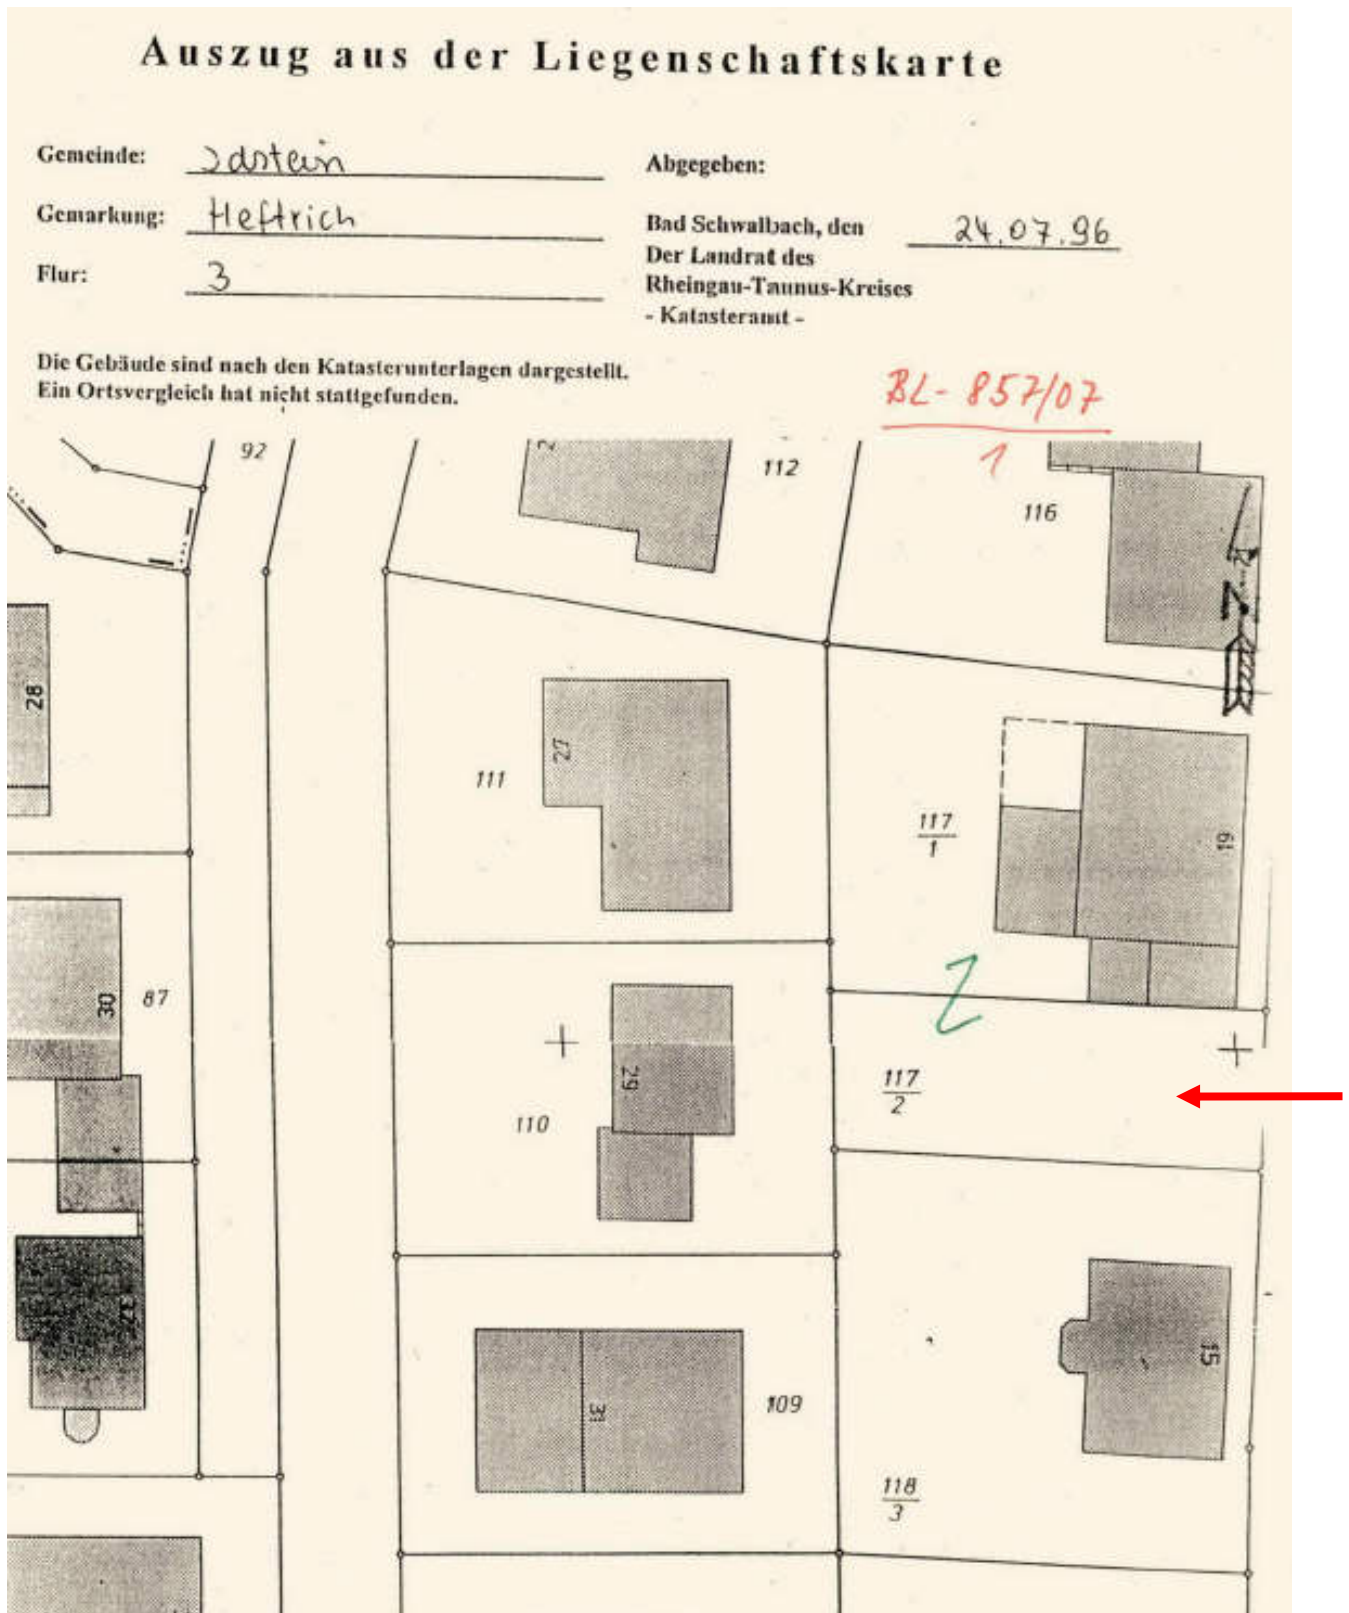 Auszug aus der Liegenschaftskarte
Gemeinde: Idstein
Gemarkung: Heftrich
Flur: 3
Abgegeben:
Bad Schwalbach, den 24.07.96
Der Landrat des
Rheingau-Taunus-Kreises
- Katasteramt -
Die Gebäude sind nach den Katasterunterlagen dargestellt.
Ein Ortsvergleich hat nicht stattgefunden.
BL-857/07
1
92
112
116
N
28
27
111
117
1
19
30
87
29
110
117
2
32
31
109
15
118
3